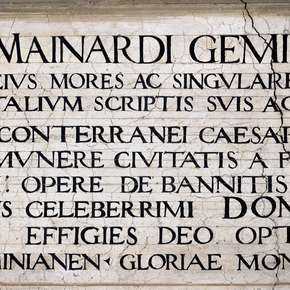 MAINARDI GEMI
EIVS MORES AC SINGVLARE
TALIVM SCRIPTIS SVIS AC
CONTERRANEI CAESAR
MVNERE CIVITATIS A P
OPERE DE BANNITIS
VS CELEBERRIMI DON
EFFIGIES DEO OPT
MINIANEN· GLORIAE MON